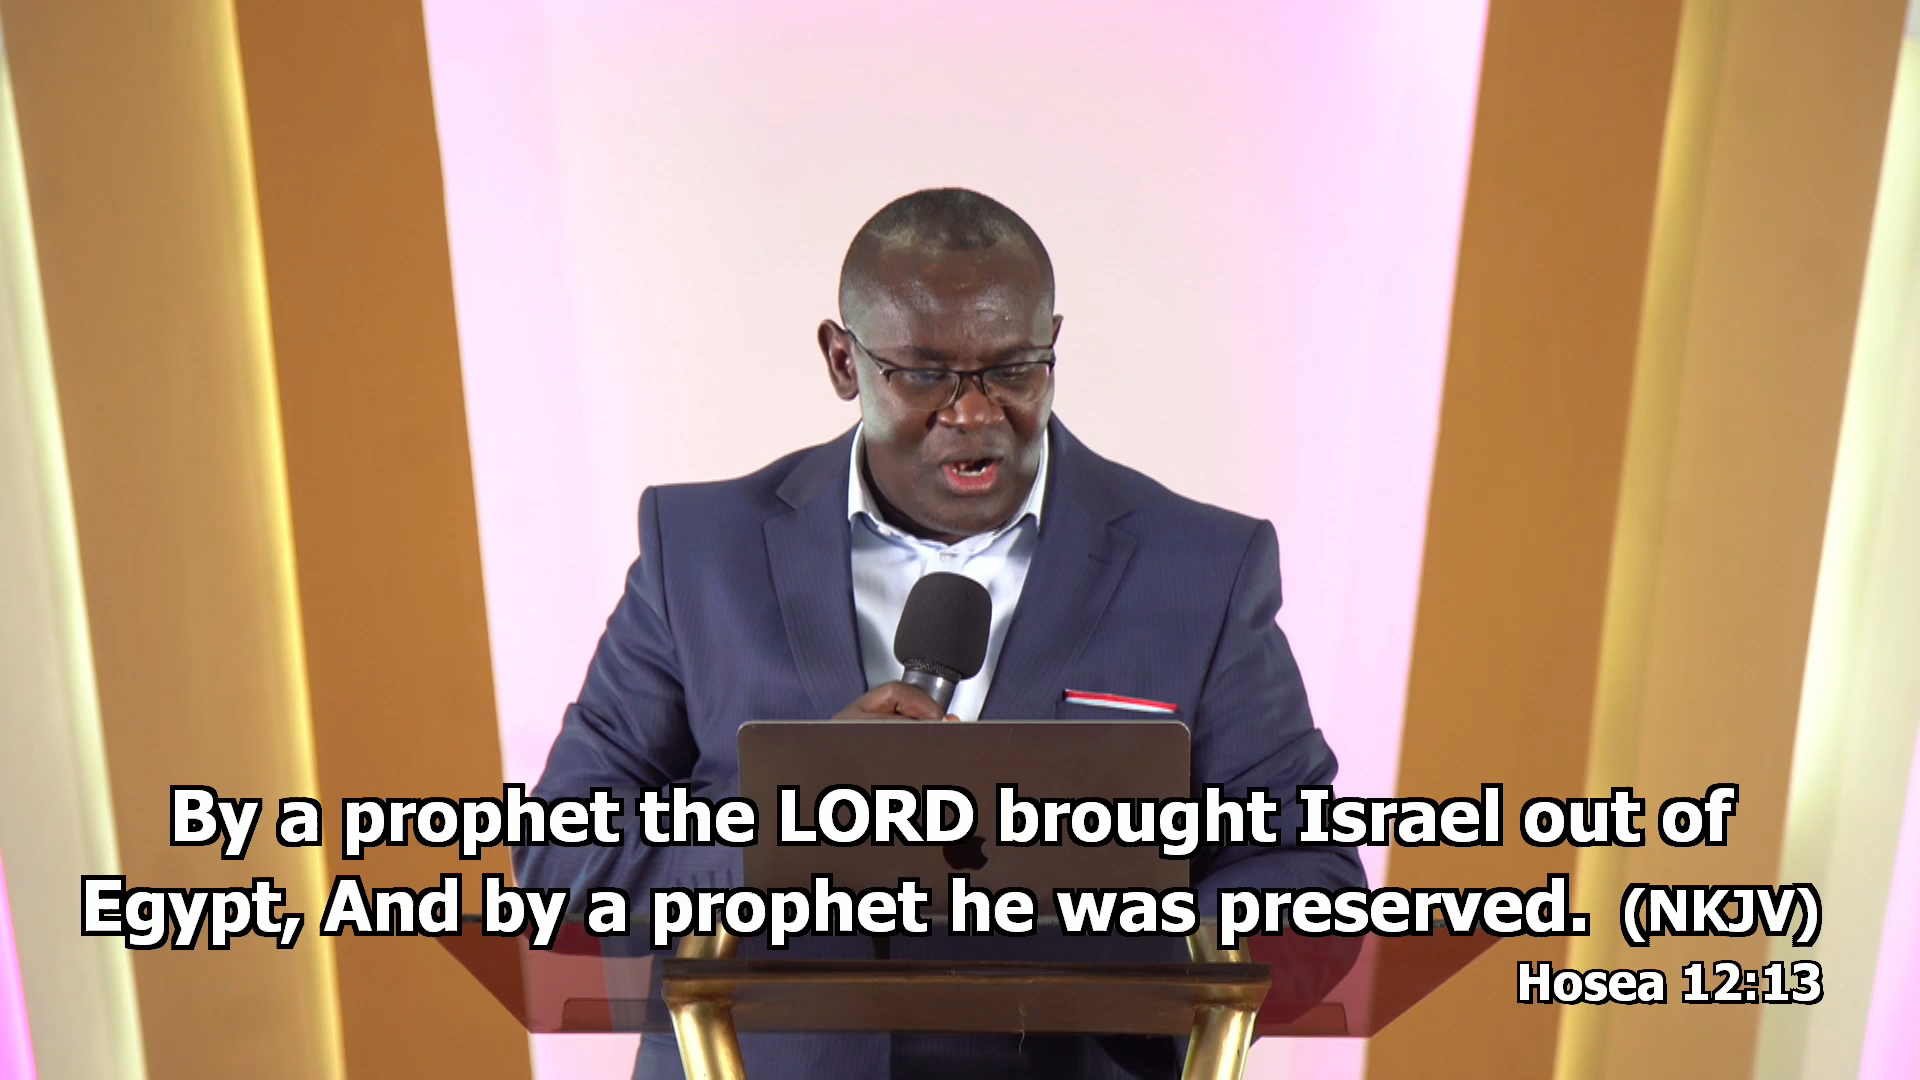 By a prophet the LORD brought Israel out of
Egypt, And by a prophet he was preserved. (NKJV)
Hosea 12:13